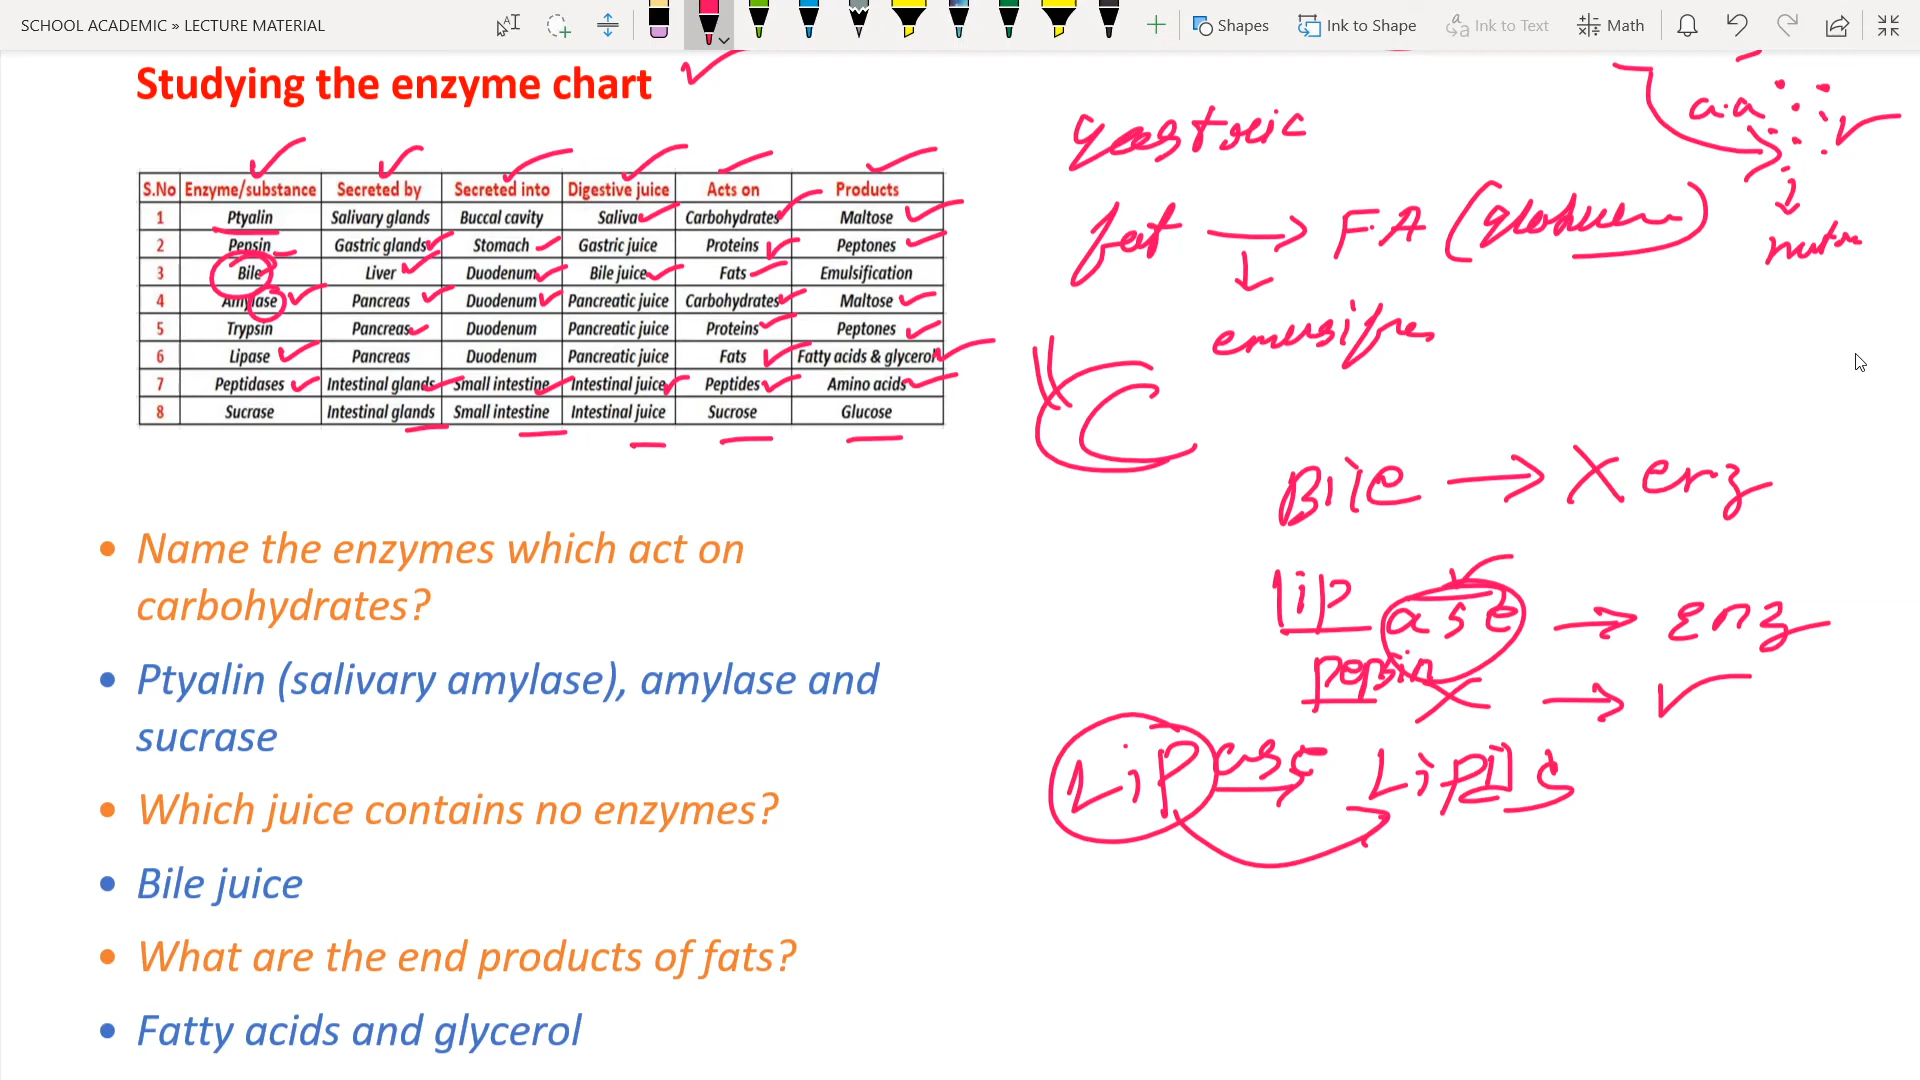 SCHOOL ACADEMIC » LECTURE MATERIAL
Shapes
Ink to Shape
Ink to Text
Math
Studying the enzyme chart
S.No Enzyme/substance Secreted by Secreted into Digestive juice Acts on Products
1 Ptyalin Salivary glands Buccal cavity Saliva Carbohydrates Maltose
2 Pepsin Gastric glands Stomach Gastric juice Proteins Peptones
3 Bile Liver Duodenum Bile juice Fats Emulsification
4 Amylase Pancreas Duodenum Pancreatic juice Carbohydrates Maltose
5 Trypsin Pancreas Duodenum Pancreatic juice Proteins Peptones
6 Lipase Pancreas Duodenum Pancreatic juice Fats Fatty acids & glycerol
7 Peptidases Intestinal glands Small intestine Intestinal juice Peptides Amino acids
8 Sucrase Intestinal glands Small intestine Intestinal juice Sucrose Glucose
• Name the enzymes which act on
carbohydrates?
• Ptyalin (salivary amylase), amylase and
sucrase
• Which juice contains no enzymes?
• Bile juice
• What are the end products of fats?
• Fatty acids and glycerol
a.a
gastric
fat → F.A
Bile → X enz
lip ase → enz
pepsin X → ✓
Lip ase Lipids